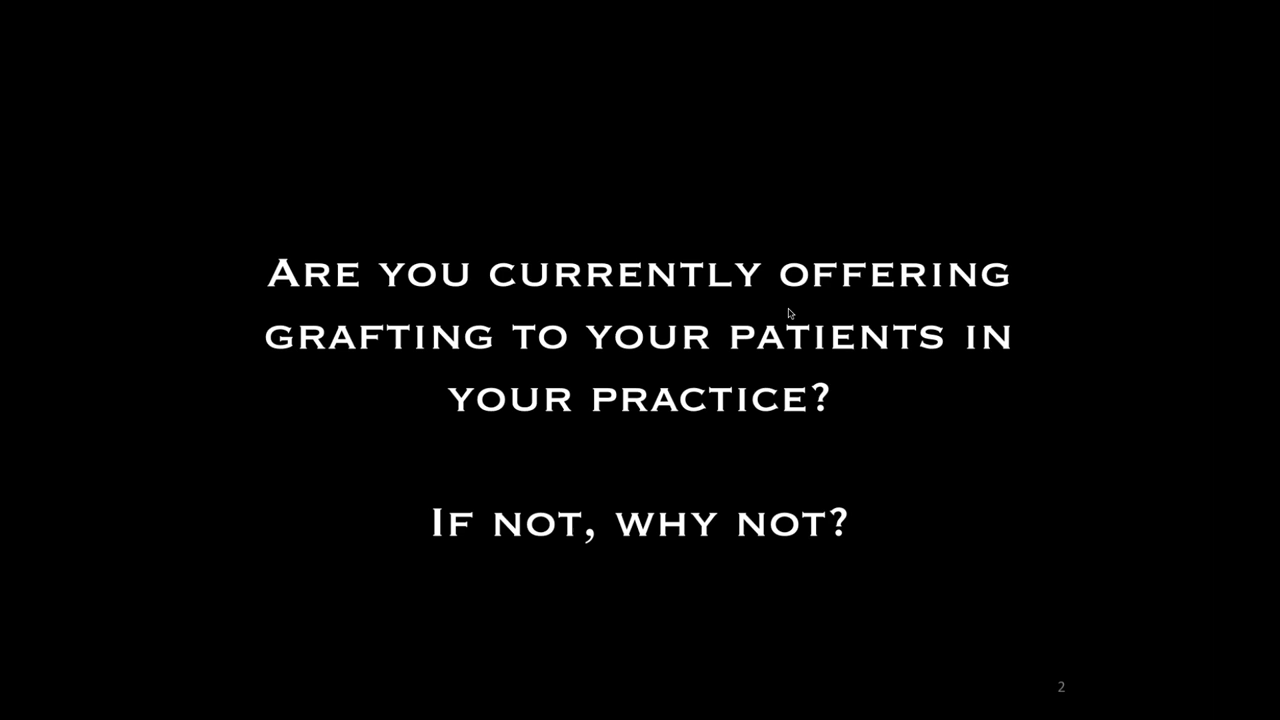 Are you currently offering
grafting to your patients in
your practice?
If not, why not?
2